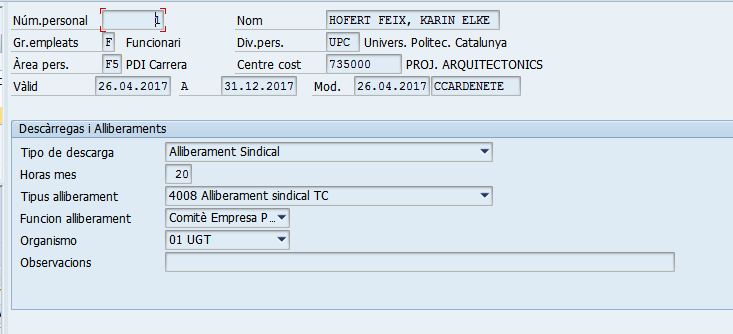 Núm.personal 1 Nom HOFERT FEIX, KARIN ELKE
Gr.empleats F Funcionari Div.pers. UPC Univers. Politec. Catalunya
Àrea pers. F5 PDI Carrera Centre cost 735000 PROJ. ARQUITECTONICS
Vàlid 26.04.2017 A 31.12.2017 Mod. 26.04.2017 CCARDENETE
Descàrregas i Alliberaments
Tipo de descarga Alliberament Sindical
Horas mes 20
Tipus alliberament 4008 Alliberament sindical TC
Funcion alliberament Comitè Empresa P...
Organismo 01 UGT
Observacions